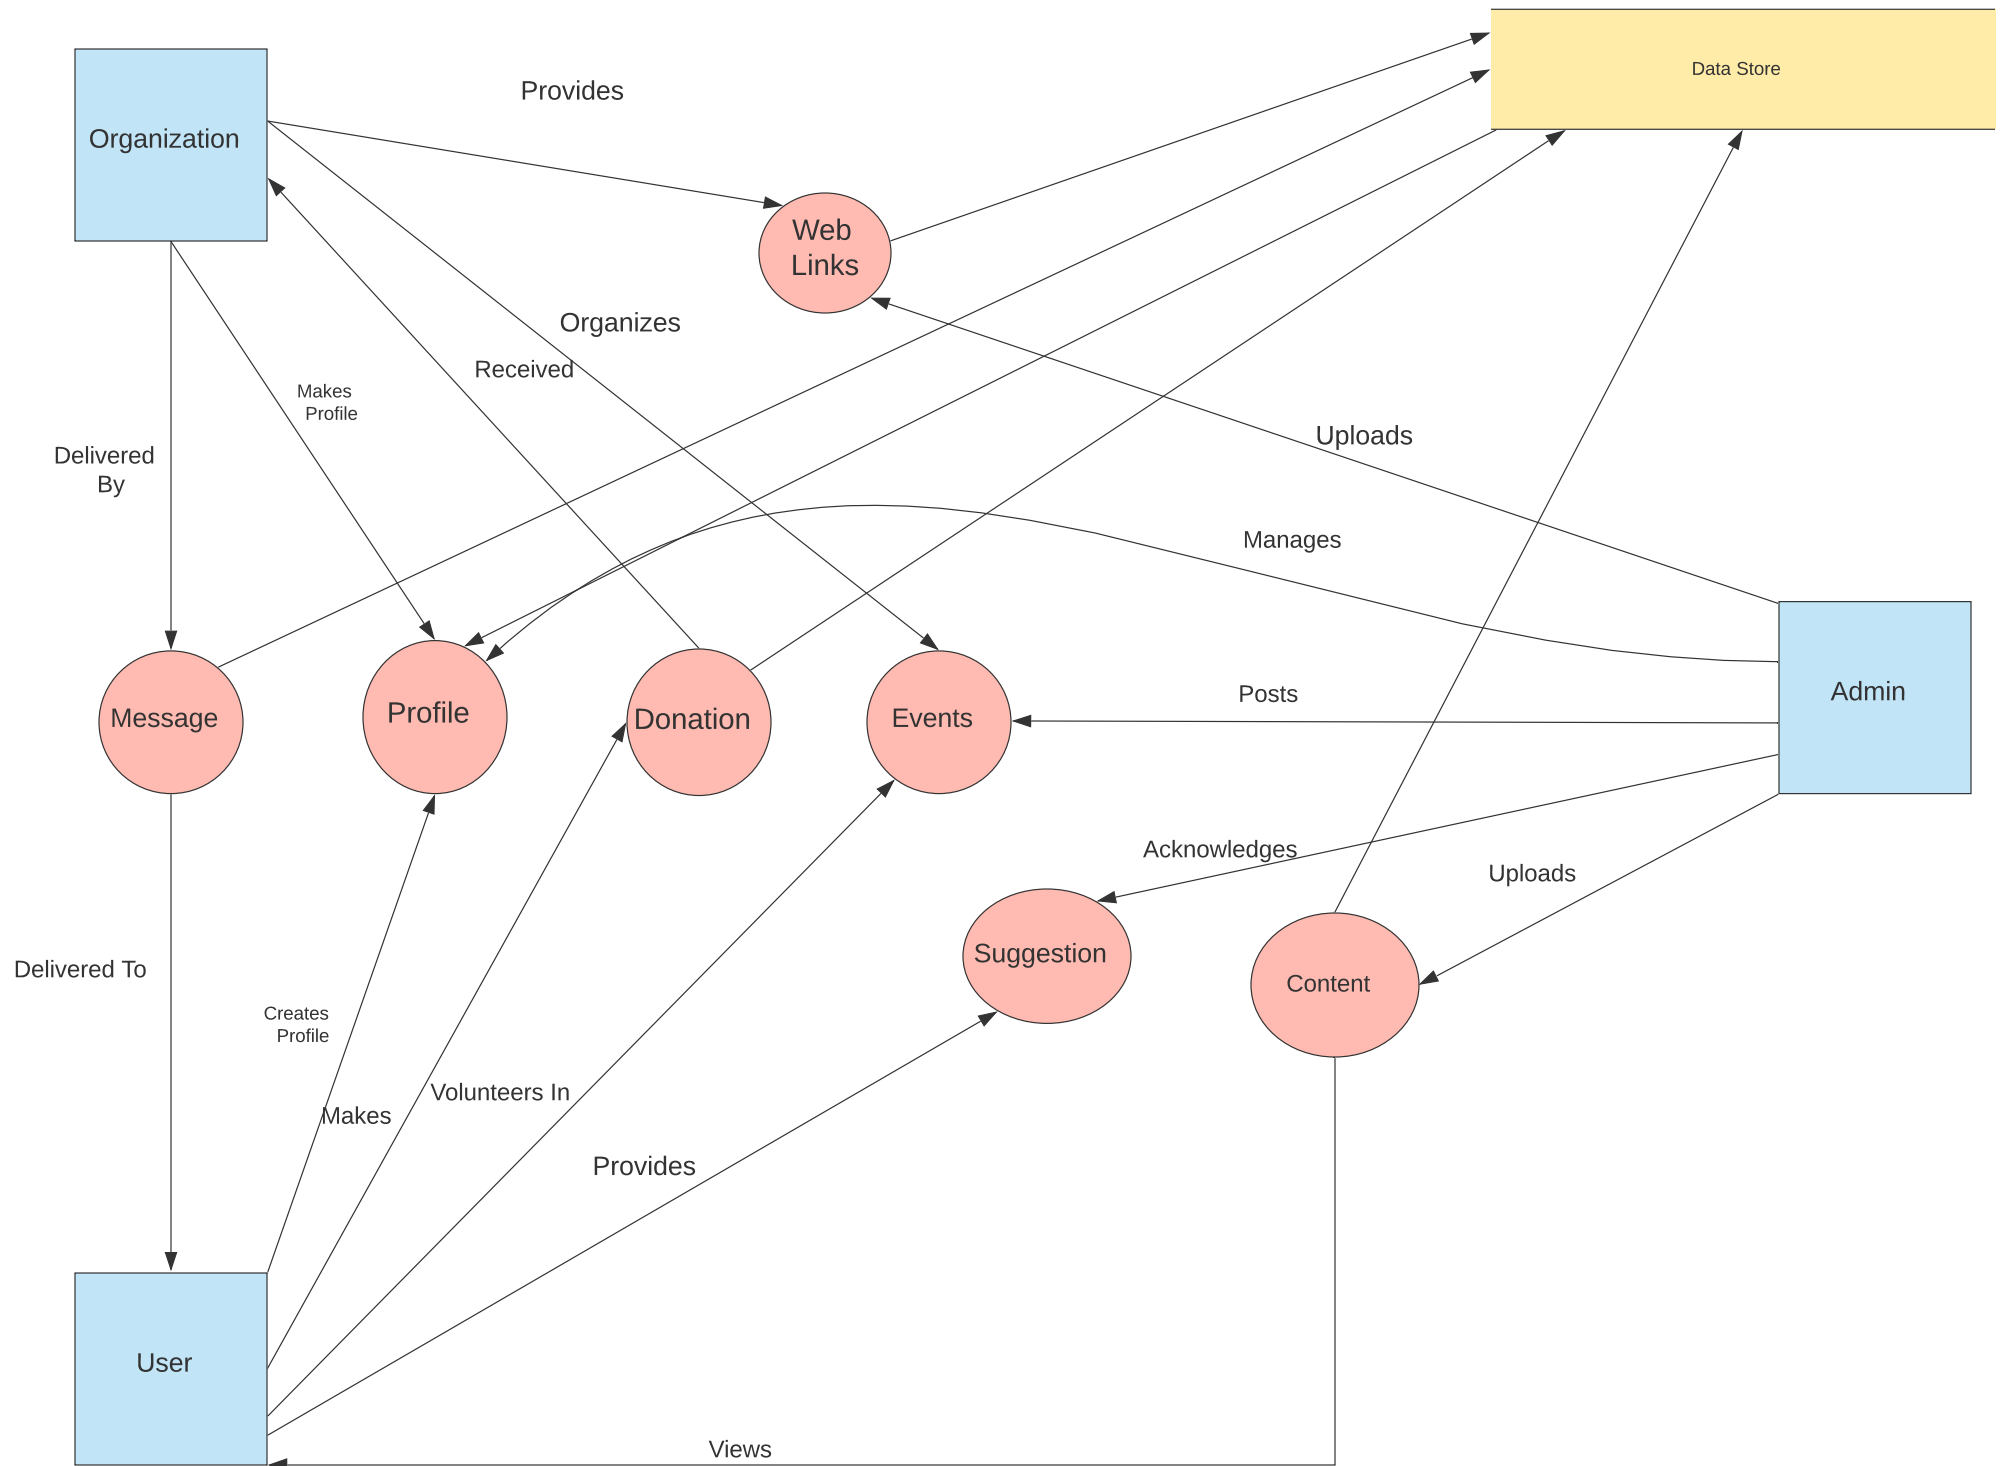 Data Store
Provides
Organization
Web
Links
Organizes
Received
Makes
Profile
Uploads
Delivered
By
Manages
Admin
Posts
Message
Profile
Donation
Events
Acknowledges
Uploads
Suggestion
Delivered To
Content
Creates
Profile
Volunteers In
Makes
Provides
User
Views